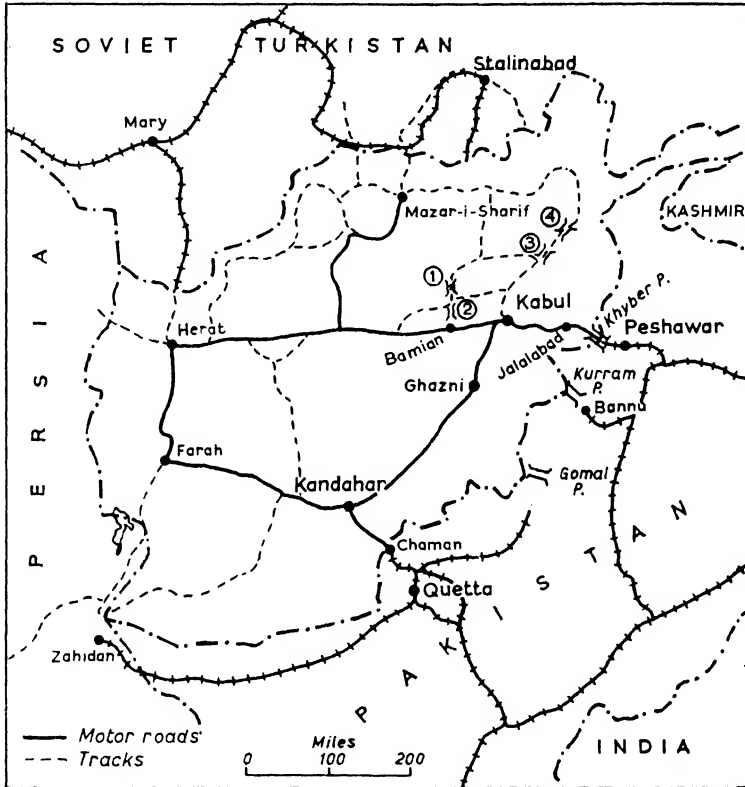 SOVIET TURKISTAN
Stalinabad
Mary
KASHMIR
Mazar-i-Sharif
④
③
①
②
Kabul
Khyber P.
Herat
Bamian
Jalalabad
Peshawar
Ghazni
Kurram
P.
Bannu
PERSIA
Farah
Kandahar
Gomal
P.
Chaman
Quetta
PAKISTAN
Zahidan
Motor roads
Tracks
Miles
0 100 200
INDIA